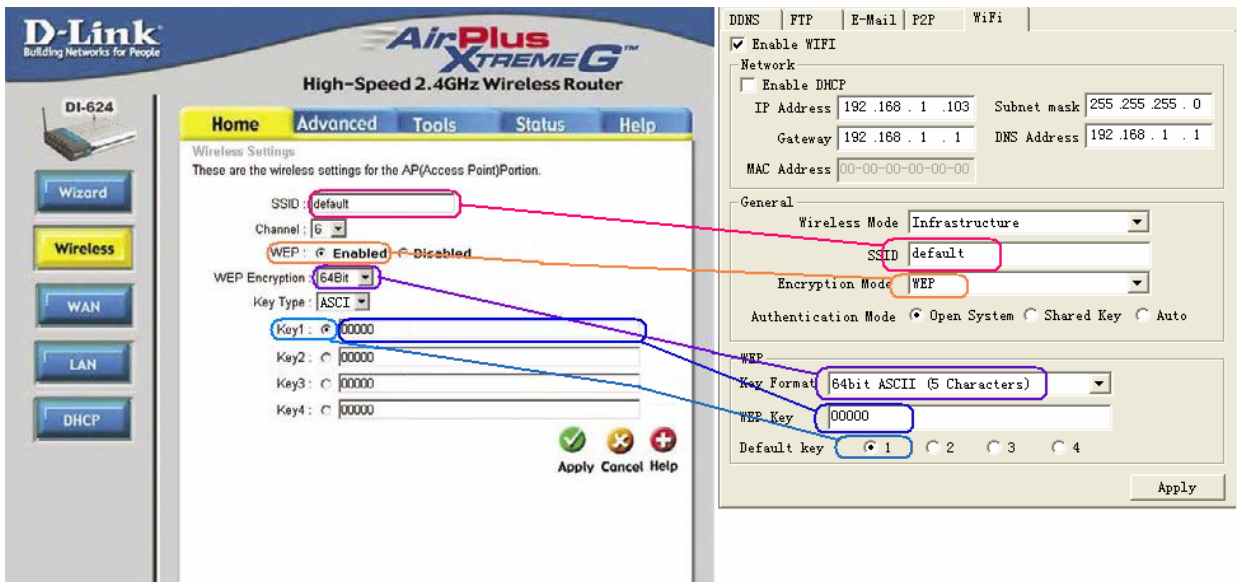 D-Link
Building Networks for People
AirPlus
XTREME G™
High-Speed 2.4GHz Wireless Router
DI-624
Home Advanced Tools Status Help
Wizard
Wireless
WAN
LAN
DHCP
Wireless Settings
These are the wireless settings for the AP(Access Point)Portion.
SSID : default
Channel : 6
WEP : Enabled Disabled
WEP Encryption : 64Bit
Key Type : ASCI
Key1 : 00000
Key2 : 00000
Key3 : 00000
Key4 : 00000
Apply Cancel Help
DDNS FTP E-Mail P2P WiFi
Enable WIFI
Network
Enable DHCP
IP Address 192 .168 . 1 .103 Subnet mask 255 .255 .255 . 0
Gateway 192 .168 . 1 . 1 DNS Address 192 .168 . 1 . 1
MAC Address 00-00-00-00-00-00
General
Wireless Mode Infrastructure
SSID default
Encryption Mode WEP
Authentication Mode Open System Shared Key Auto
WEP
Key Format 64bit ASCII (5 Characters)
WEP Key 00000
Default key 1 2 3 4
Apply